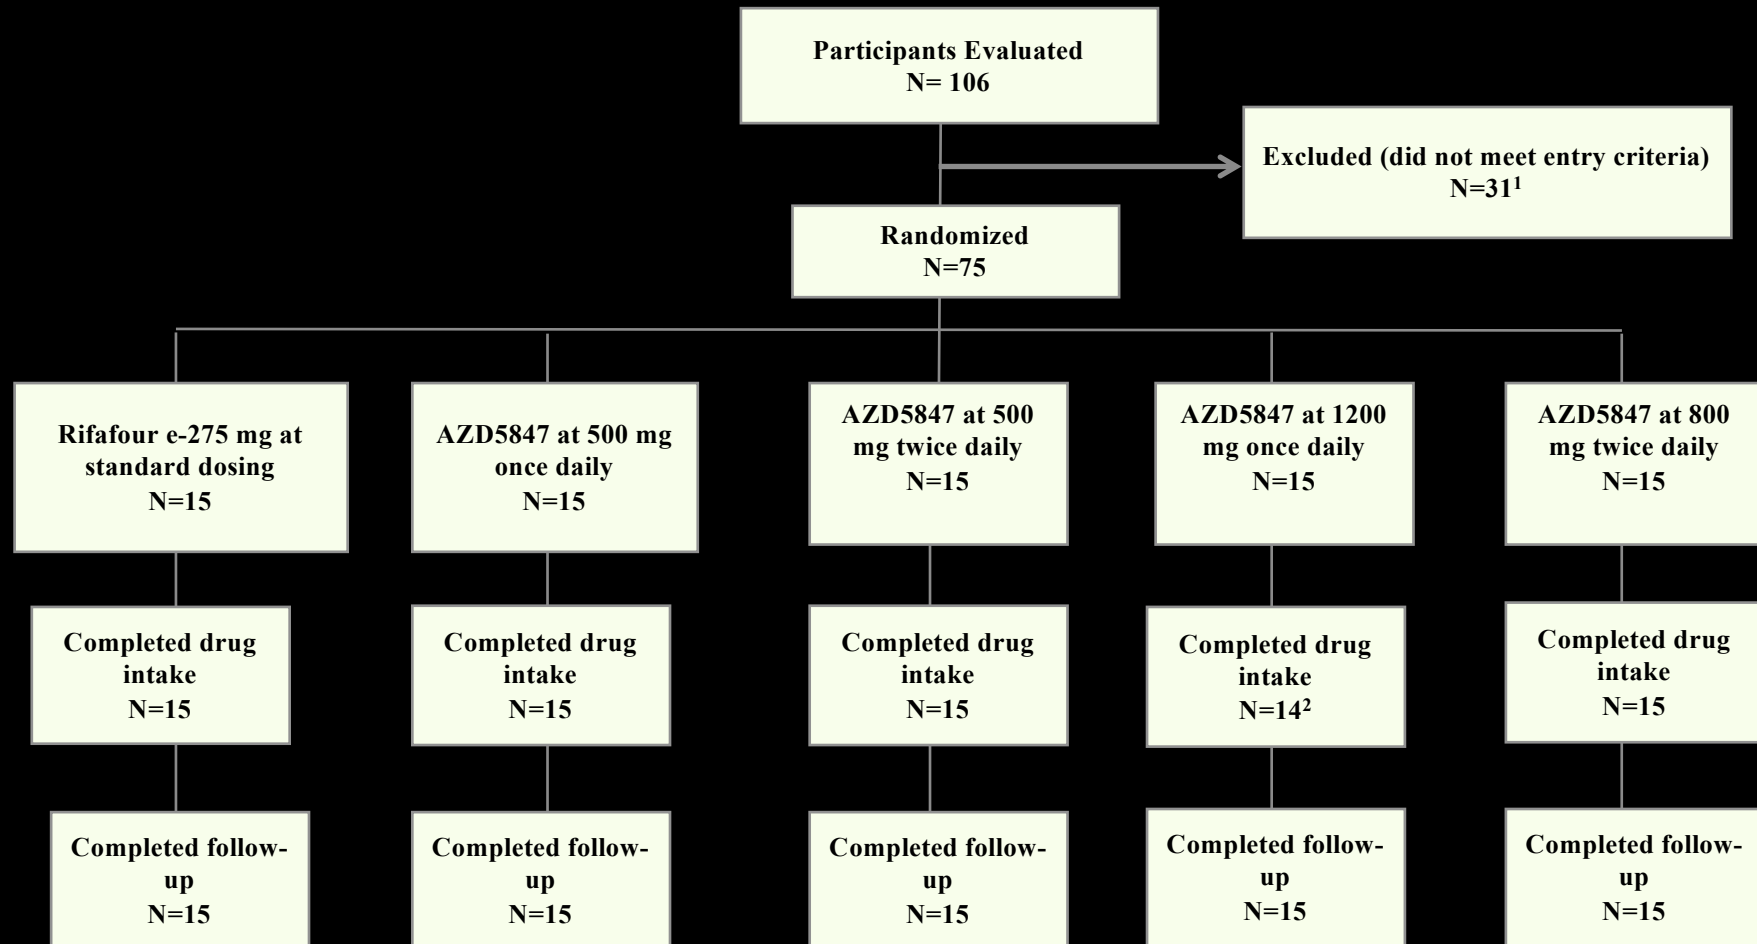 Participants Evaluated
N= 106
Excluded (did not meet entry criteria)
N=31¹
Randomized
N=75
Rifafour e-275 mg at
standard dosing
N=15
AZD5847 at 500 mg
once daily
N=15
AZD5847 at 500
mg twice daily
N=15
AZD5847 at 1200
mg once daily
N=15
AZD5847 at 800
mg twice daily
N=15
Completed drug
intake
N=15
Completed drug
intake
N=15
Completed drug
intake
N=15
Completed drug
intake
N=14²
Completed drug
intake
N=15
Completed follow-
up
N=15
Completed follow-
up
N=15
Completed follow-
up
N=15
Completed follow-
up
N=15
Completed follow-
up
N=15